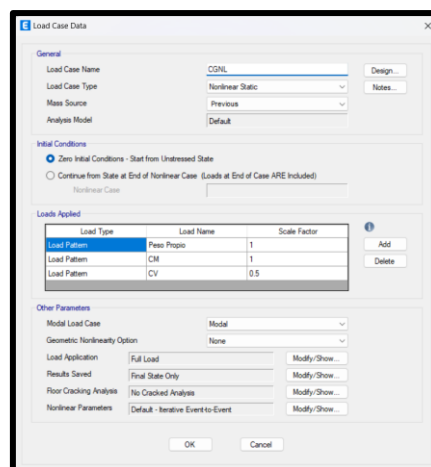 E Load Case Data
General
Load Case Name CGNL Design...
Load Case Type Nonlinear Static Notes...
Mass Source Previous
Analysis Model Default
Initial Conditions
Zero Initial Conditions - Start from Unstressed State
Continue from State at End of Nonlinear Case (Loads at End of Case ARE Included)
Nonlinear Case
Loads Applied
Load Type Load Name Scale Factor
Load Pattern Peso Propio 1 Add
Load Pattern CM 1 Delete
Load Pattern CV 0.5
Other Parameters
Modal Load Case Modal
Geometric Nonlinearity Option None
Load Application Full Load Modify/Show...
Results Saved Final State Only Modify/Show...
Floor Cracking Analysis No Cracked Analysis Modify/Show...
Nonlinear Parameters Default - Iterative Event-to-Event Modify/Show...
OK Cancel